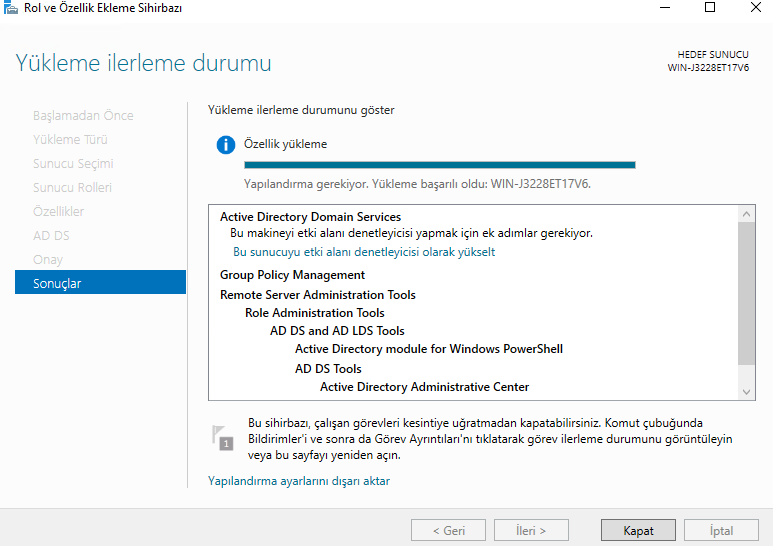 Rol ve Özellik Ekleme Sihirbazı
Yükleme ilerleme durumu
HEDEF SUNUCU
WIN-J3228ET17V6
Başlamadan Önce
Yükleme Türü
Sunucu Seçimi
Sunucu Rolleri
Özellikler
AD DS
Onay
Sonuçlar
Yükleme ilerleme durumunu göster
Özellik yükleme
Yapılandırma gerekiyor. Yükleme başarılı oldu: WIN-J3228ET17V6.
Active Directory Domain Services
Bu makineyi etki alanı denetleyicisi yapmak için ek adımlar gerekiyor.
Bu sunucuyu etki alanı denetleyicisi olarak yükselt
Group Policy Management
Remote Server Administration Tools
Role Administration Tools
AD DS and AD LDS Tools
Active Directory module for Windows PowerShell
AD DS Tools
Active Directory Administrative Center
1
Bu sihirbazı, çalışan görevleri kesintiye uğratmadan kapatabilirsiniz. Komut çubuğunda
Bildirimler'i ve sonra da Görev Ayrıntıları'nı tıklatarak görev ilerleme durumunu görüntüleyin
veya bu sayfayı yeniden açın.
Yapılandırma ayarlarını dışarı aktar
< Geri
İleri >
Kapat
İptal